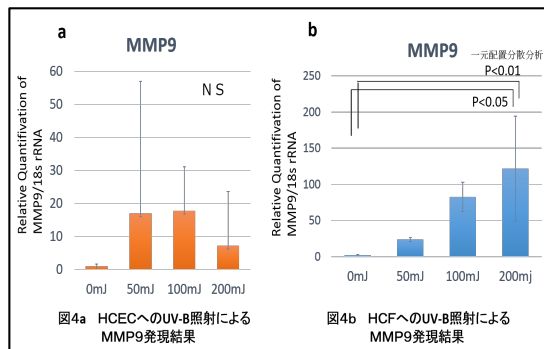 a
MMP9
Relative Quantifivation of
MMP9/18s rRNA
60
50
40
30
20
10
0
N S
0mJ 50mJ 100mJ 200mJ
図4a HCECへのUV-B照射による
MMP9発現結果
b
MMP9
一元配置分散分析
P<0.01
P<0.05
Relative Quantifivation of
MMP9/18s rRNA
250
200
150
100
50
0
0mJ 50mJ 100mJ 200mj
図4b HCFへのUV-B照射による
MMP9発現結果